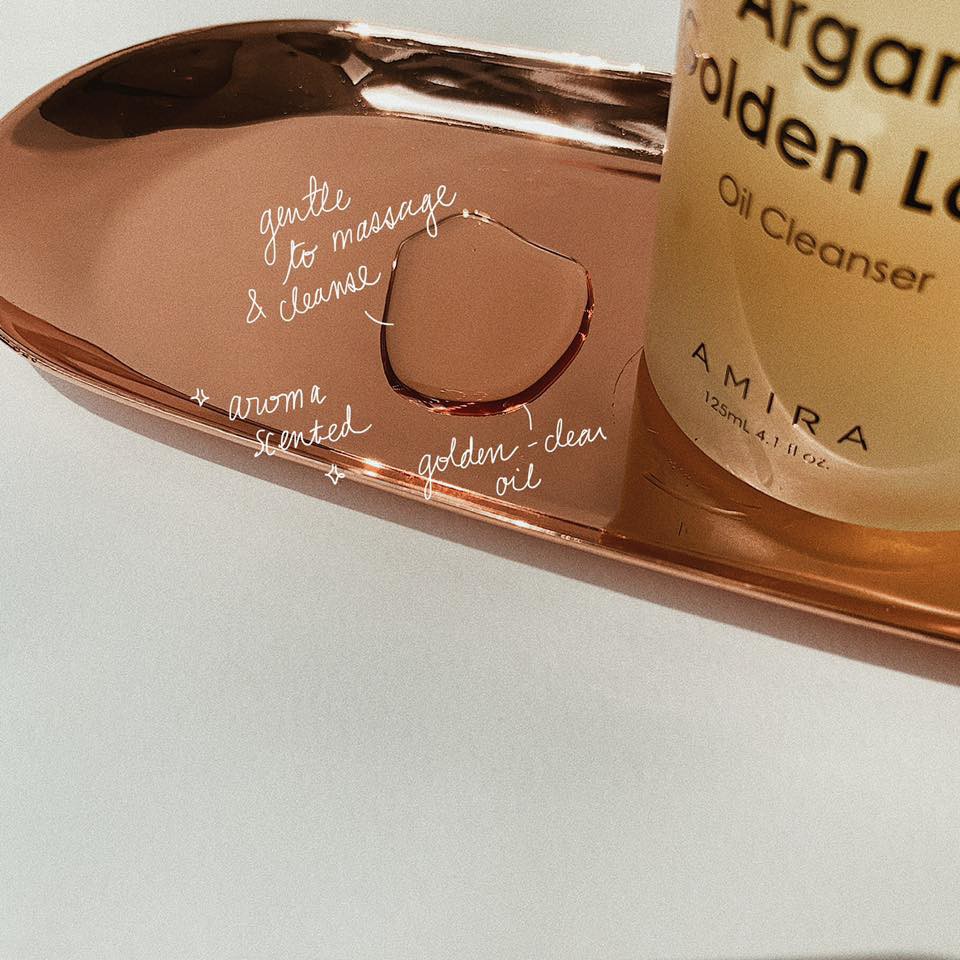 Argan
Golden L
Oil Cleanser
AMIRA
125mL 4.1 fl oz.
gentle
to massage
& cleanse
aroma
scented
golden-clear
oil